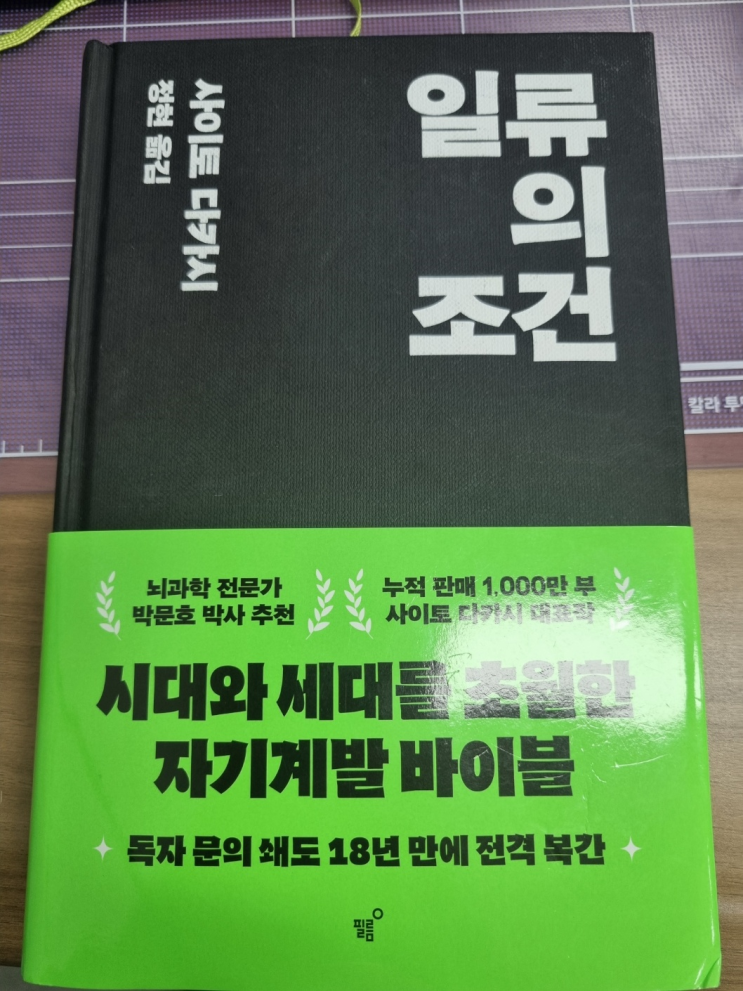 일류
의
조건
사이토 다카시
정현 옮김
칼라 투
뇌과학 전문가
박문호 박사 추천
누적 판매 1,000만 부
사이토 다카시 대표작
시대와 세대를 초월한
자기계발 바이블
독자 문의 쇄도 18년 만에 전격 복간
필름